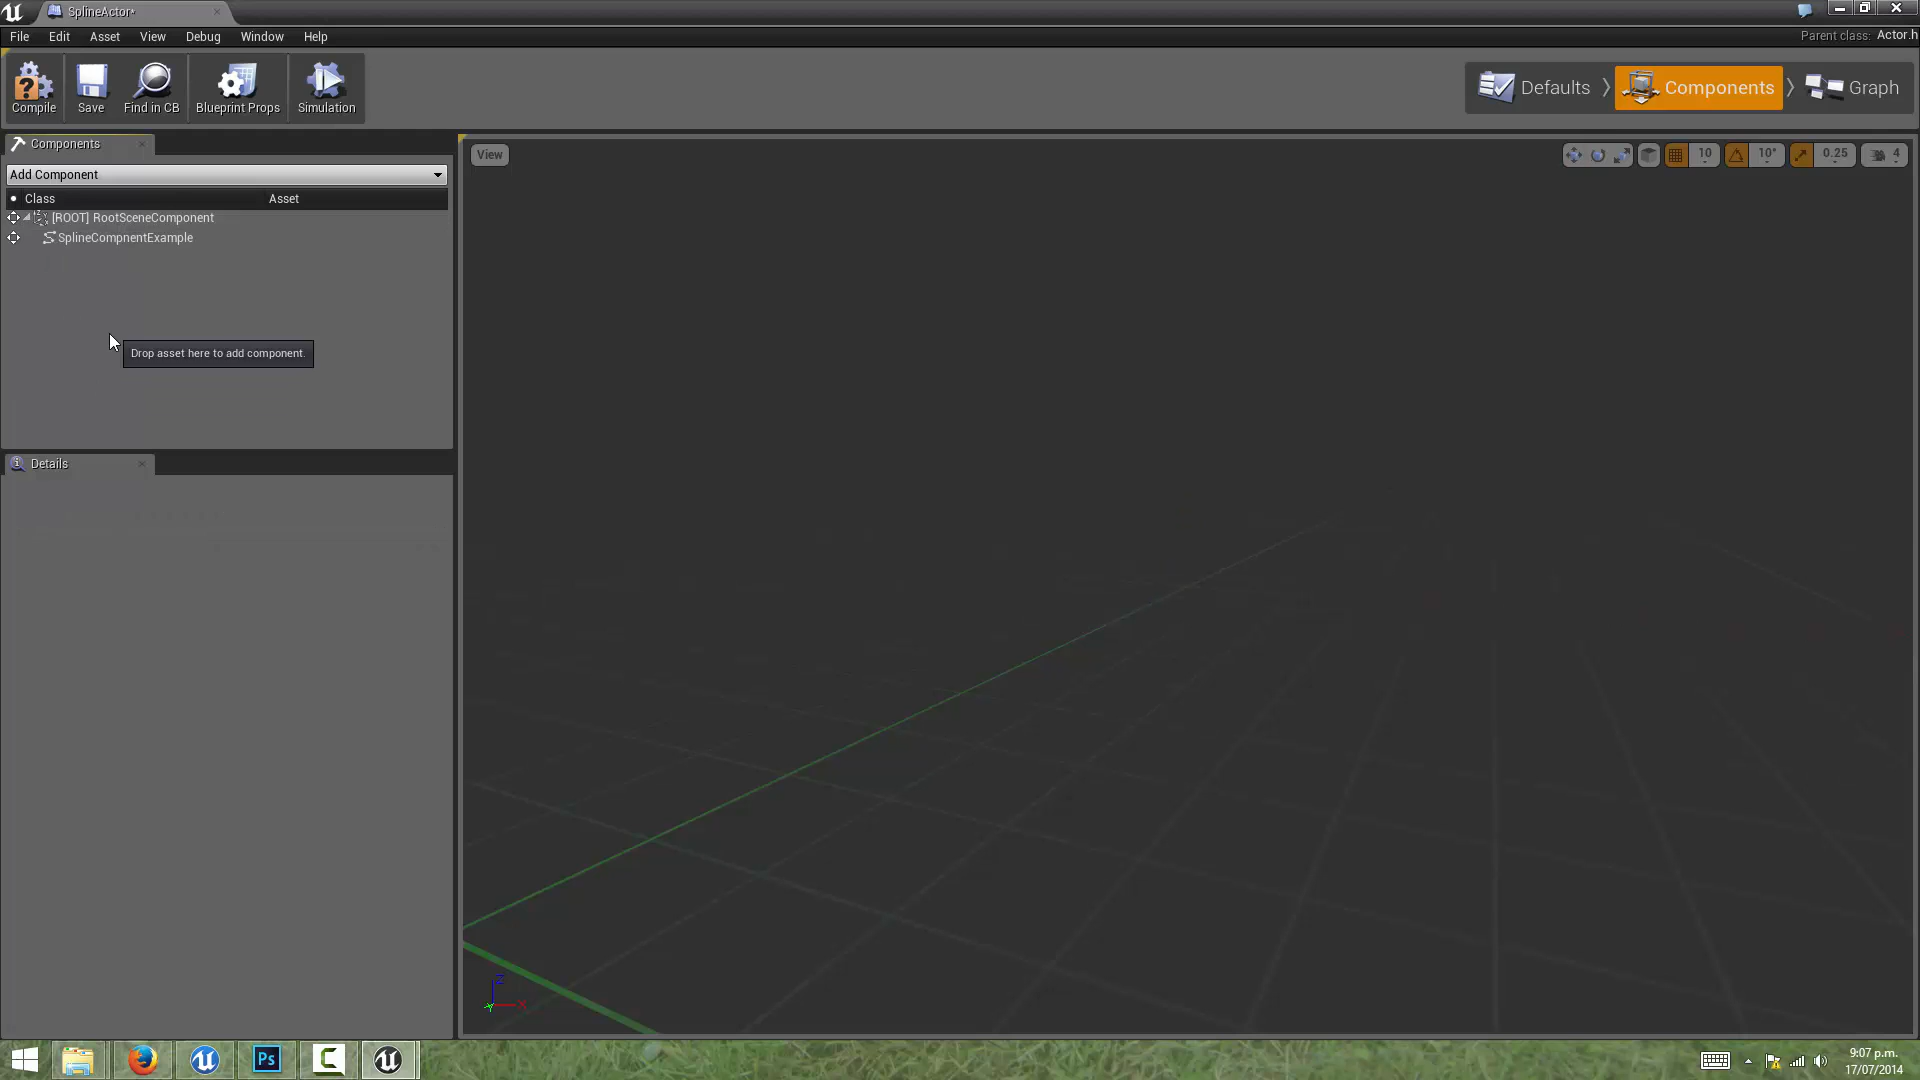 SplineActor*
File Edit Asset View Debug Window Help
Parent class: Actor.h
Compile Save Find in CB Blueprint Props Simulation
Defaults Components Graph
Components
Add Component
Class Asset
[ROOT] RootSceneComponent
SplineCompnentExample
Drop asset here to add component.
Details
View
10 10° 0.25 4
Z
X
Y
Ps
9:07 p.m.
17/07/2014